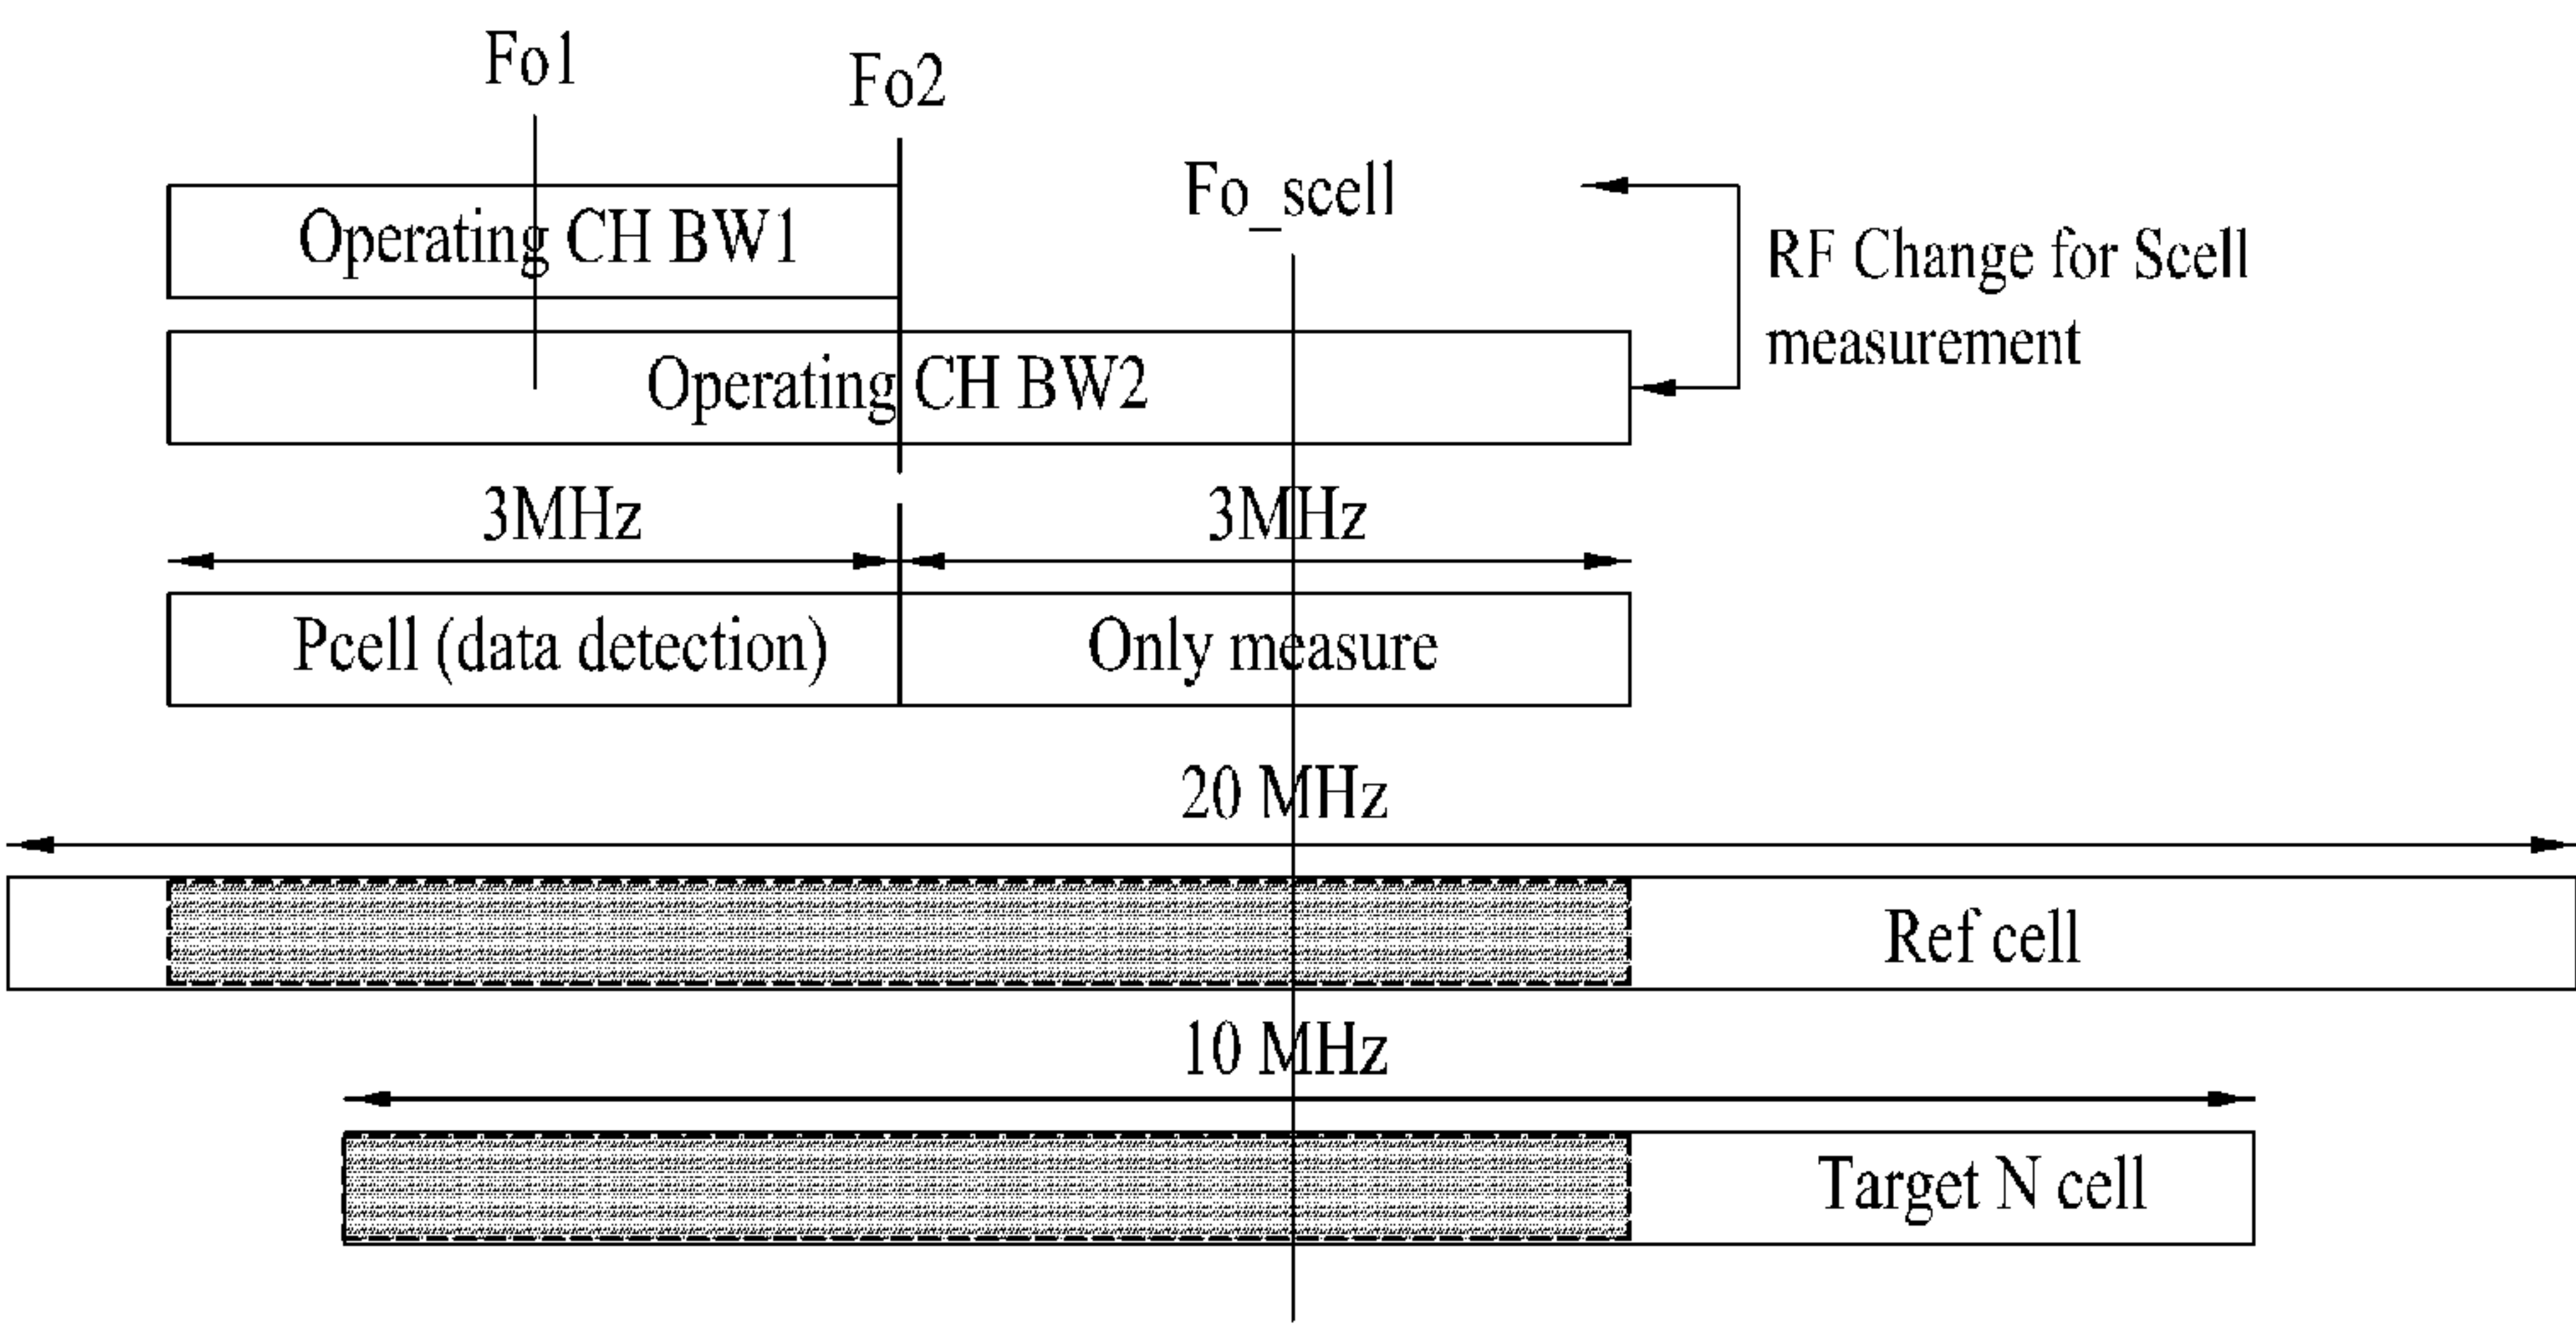 Fo1
Fo2
Fo_scell
Operating CH BW1
RF Change for Scell
measurement
Operating CH BW2
3MHz
3MHz
Pcell (data detection)
Only measure
20 MHz
Ref cell
10 MHz
Target N cell